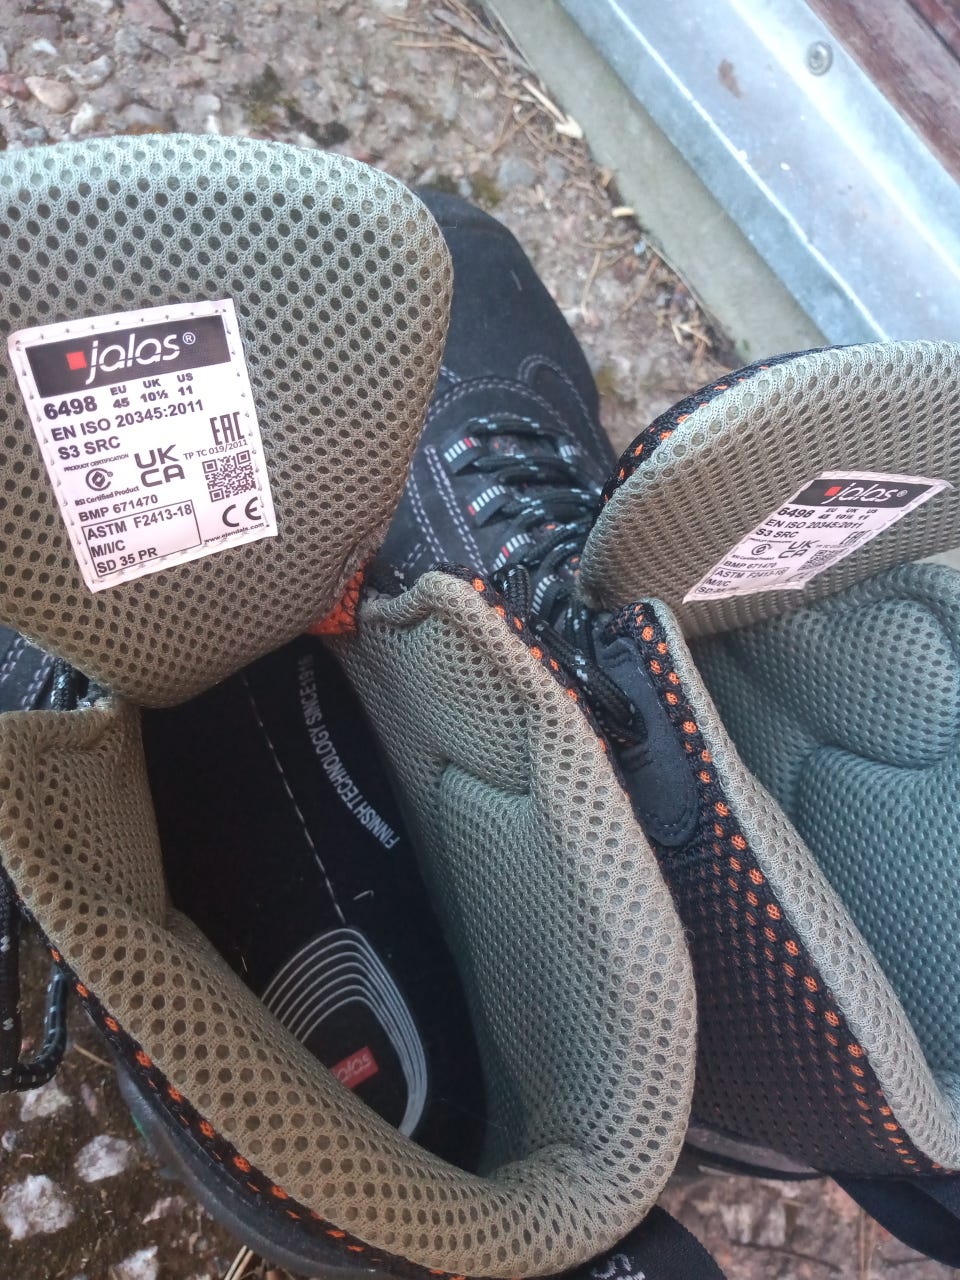 jalas®
EU UK US
6498 45 10½ 11
EN ISO 20345:2011
S3 SRC
EAC
PRODUCT CERTIFICATION
UK
CA
TP TC 019/2011
BSI Certified Product
BMP 671470
CE
ASTM F2413-18
M/I/C
SD 35 PR
www.ejendals.com
jalas®
EU UK US
6498 45 10½ 11
EN ISO 20345:2011
S3 SRC
EAC
UK
CA
BMP 671470
ASTM F2413-18
M/I/C
FINNISH TECHNOLOGY SINCE 1916
jalas